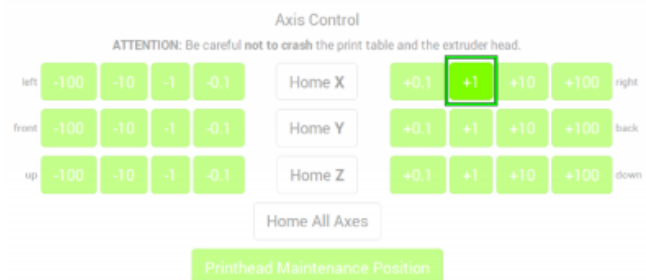 Axis Control
ATTENTION: Be careful not to crash the print table and the extruder head.
left -100 -10 -1 -0.1 Home X +0.1 +1 +10 +100 right
front -100 -10 -1 -0.1 Home Y +0.1 +1 +10 +100 back
up -100 -10 -1 -0.1 Home Z +0.1 +1 +10 +100 down
Home All Axes
Printhead Maintenance Position